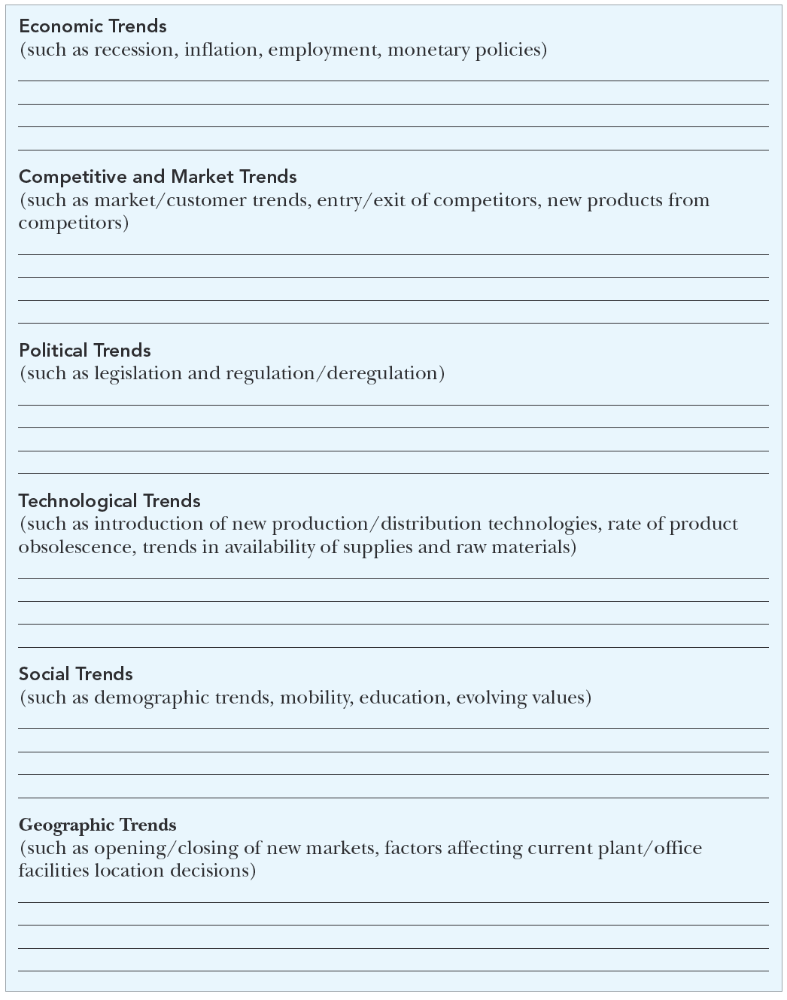 Economic Trends
(such as recession, inflation, employment, monetary policies)
Competitive and Market Trends
(such as market/customer trends, entry/exit of competitors, new products from
competitors)
Political Trends
(such as legislation and regulation/deregulation)
Technological Trends
(such as introduction of new production/distribution technologies, rate of product
obsolescence, trends in availability of supplies and raw materials)
Social Trends
(such as demographic trends, mobility, education, evolving values)
Geographic Trends
(such as opening/closing of new markets, factors affecting current plant/office
facilities location decisions)